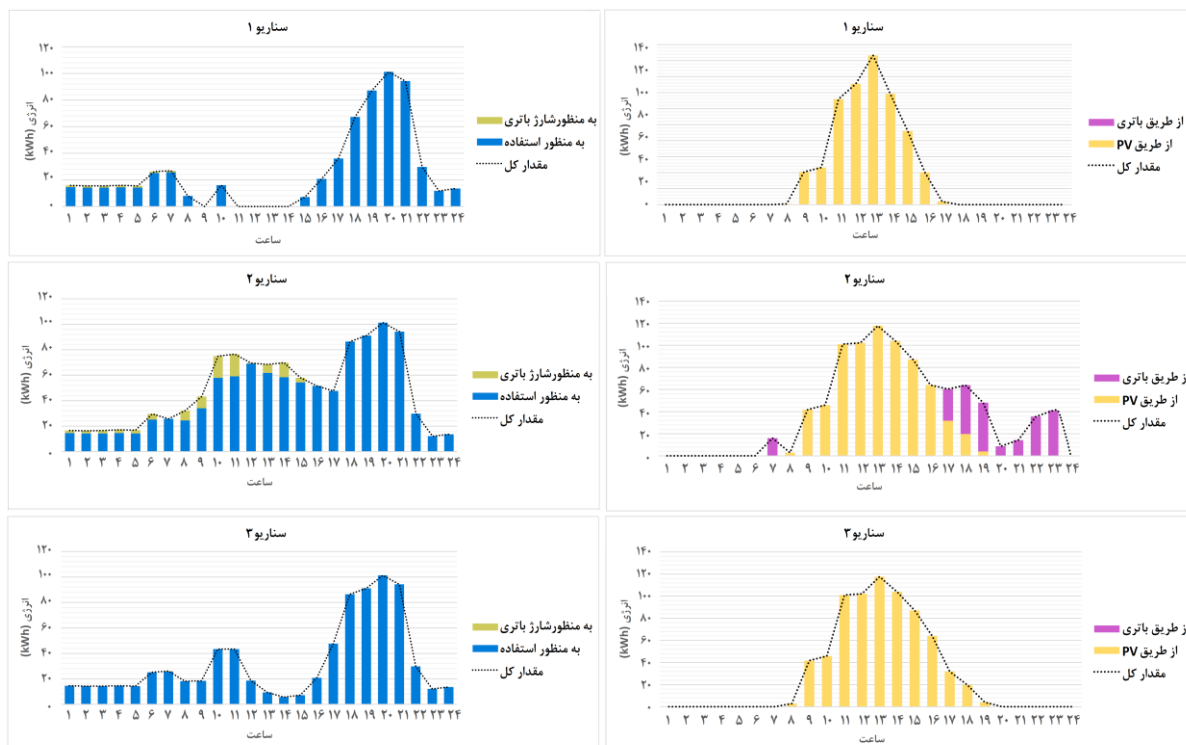 سناریو ۱
انرژی (kWh)
۱۲۰
۱۰۰
۸۰
۶۰
۴۰
۲۰
۰
۱ ۲ ۳ ۴ ۵ ۶ ۷ ۸ ۹ ۱۰ ۱۱ ۱۲ ۱۳ ۱۴ ۱۵ ۱۶ ۱۷ ۱۸ ۱۹ ۲۰ ۲۱ ۲۲ ۲۳ ۲۴
ساعت
به منظورشارژ باتری
به منظور استفاده
مقدار کل
سناریو ۱
انرژی (kWh)
۱۴۰
۱۲۰
۱۰۰
۸۰
۶۰
۴۰
۲۰
۰
۱ ۲ ۳ ۴ ۵ ۶ ۷ ۸ ۹ ۱۰ ۱۱ ۱۲ ۱۳ ۱۴ ۱۵ ۱۶ ۱۷ ۱۸ ۱۹ ۲۰ ۲۱ ۲۲ ۲۳ ۲۴
ساعت
از طریق باتری
از طریق PV
مقدار کل
سناریو ۲
انرژی (kWh)
۱۲۰
۱۰۰
۸۰
۶۰
۴۰
۲۰
۰
۱ ۲ ۳ ۴ ۵ ۶ ۷ ۸ ۹ ۱۰ ۱۱ ۱۲ ۱۳ ۱۴ ۱۵ ۱۶ ۱۷ ۱۸ ۱۹ ۲۰ ۲۱ ۲۲ ۲۳ ۲۴
ساعت
به منظورشارژ باتری
به منظور استفاده
مقدار کل
سناریو ۲
انرژی (kWh)
۱۴۰
۱۲۰
۱۰۰
۸۰
۶۰
۴۰
۲۰
۰
۱ ۲ ۳ ۴ ۵ ۶ ۷ ۸ ۹ ۱۰ ۱۱ ۱۲ ۱۳ ۱۴ ۱۵ ۱۶ ۱۷ ۱۸ ۱۹ ۲۰ ۲۱ ۲۲ ۲۳ ۲۴
ساعت
از طریق باتری
از طریق PV
مقدار کل
سناریو ۳
انرژی (kWh)
۱۲۰
۱۰۰
۸۰
۶۰
۴۰
۲۰
۰
۱ ۲ ۳ ۴ ۵ ۶ ۷ ۸ ۹ ۱۰ ۱۱ ۱۲ ۱۳ ۱۴ ۱۵ ۱۶ ۱۷ ۱۸ ۱۹ ۲۰ ۲۱ ۲۲ ۲۳ ۲۴
ساعت
به منظورشارژ باتری
به منظور استفاده
مقدار کل
سناریو ۳
انرژی (kWh)
۱۴۰
۱۲۰
۱۰۰
۸۰
۶۰
۴۰
۲۰
۰
۱ ۲ ۳ ۴ ۵ ۶ ۷ ۸ ۹ ۱۰ ۱۱ ۱۲ ۱۳ ۱۴ ۱۵ ۱۶ ۱۷ ۱۸ ۱۹ ۲۰ ۲۱ ۲۲ ۲۳ ۲۴
ساعت
از طریق باتری
از طریق PV
مقدار کل